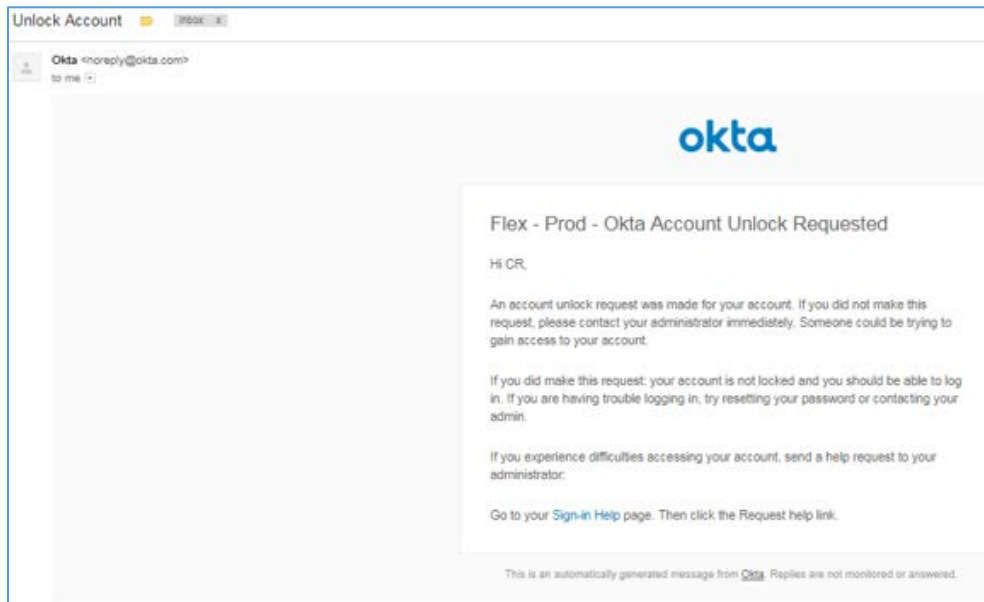 Unlock Account Inbox x
Okta <noreply@okta.com>
to me
okta
Flex - Prod - Okta Account Unlock Requested
Hi CR,
An account unlock request was made for your account. If you did not make this
request, please contact your administrator immediately. Someone could be trying to
gain access to your account.
If you did make this request: your account is not locked and you should be able to log
in. If you are having trouble logging in, try resetting your password or contacting your
admin.
If you experience difficulties accessing your account, send a help request to your
administrator:
Go to your Sign-in Help page. Then click the Request help link.
This is an automatically generated message from Okta. Replies are not monitored or answered.